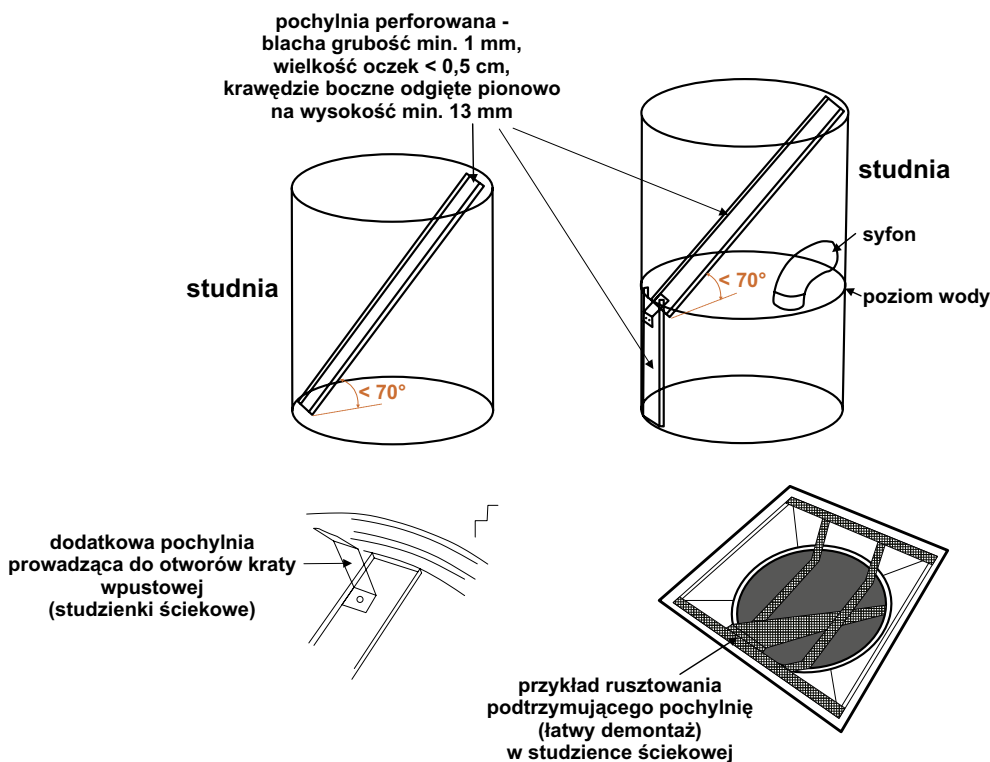 pochylnia perforowana -
blacha grubość min. 1 mm,
wielkość oczek < 0,5 cm,
krawędzie boczne odgięte pionowo
na wysokość min. 13 mm
studnia
< 70°
studnia
syfon
< 70°
poziom wody
dodatkowa pochylnia
prowadząca do otworów kraty
wpustowej
(studzienki ściekowe)
przykład rusztowania
podtrzymującego pochylnię
(łatwy demontaż)
w studzience ściekowej